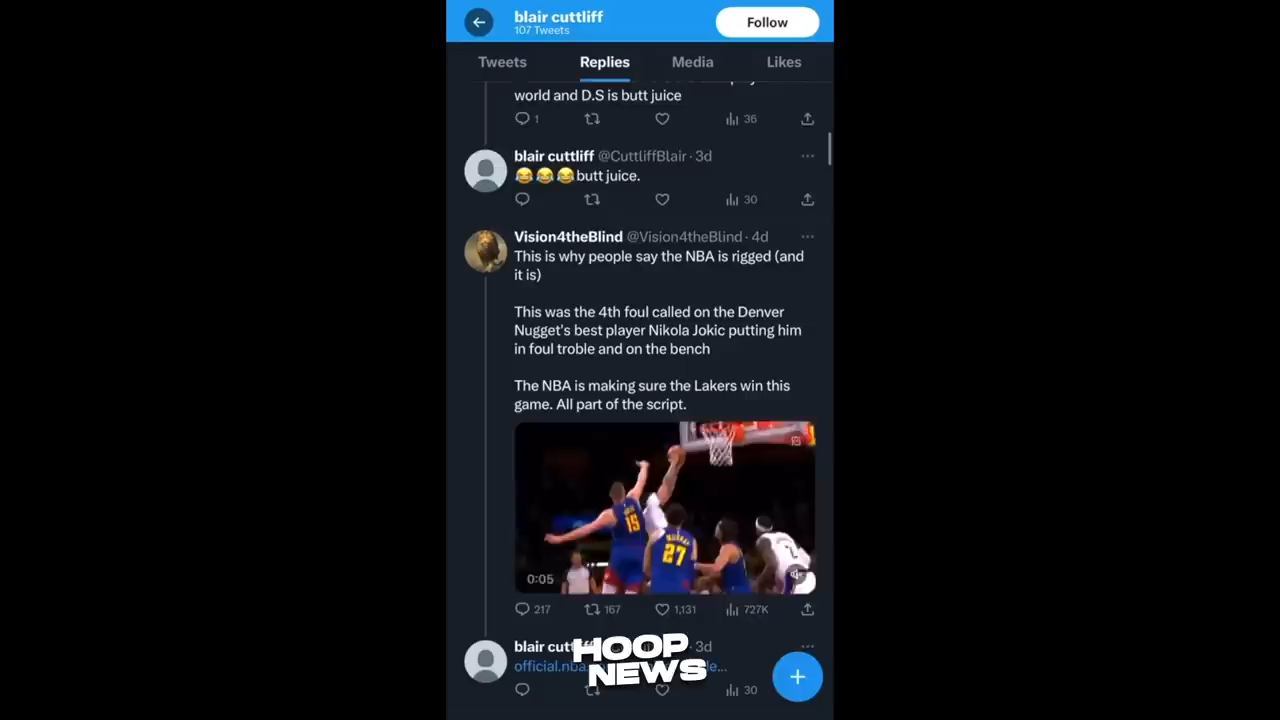 blair cuttliff
107 Tweets
Follow
Tweets
Replies
Media
Likes
world and D.S is butt juice
1
36
blair cuttliff @CuttliffBlair · 3d
😂😂😂butt juice.
30
Vision4theBlind @Vision4theBlind · 4d
This is why people say the NBA is rigged (and
it is)
This was the 4th foul called on the Denver
Nugget's best player Nikola Jokic putting him
in foul troble and on the bench
The NBA is making sure the Lakers win this
game. All part of the script.
15
MURRAY
27
0:05
217
167
1,131
727K
blair · 3d
official.nba
HOOP
NEWS
30